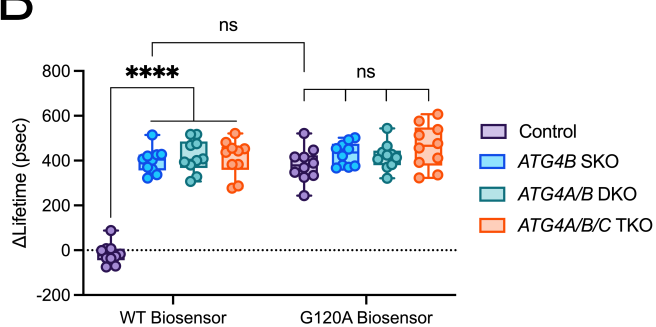 B
ns
****
ns
800
600
400
200
0
-200
ΔLifetime (psec)
WT Biosensor
G120A Biosensor
Control
ATG4B SKO
ATG4A/B DKO
ATG4A/B/C TKO